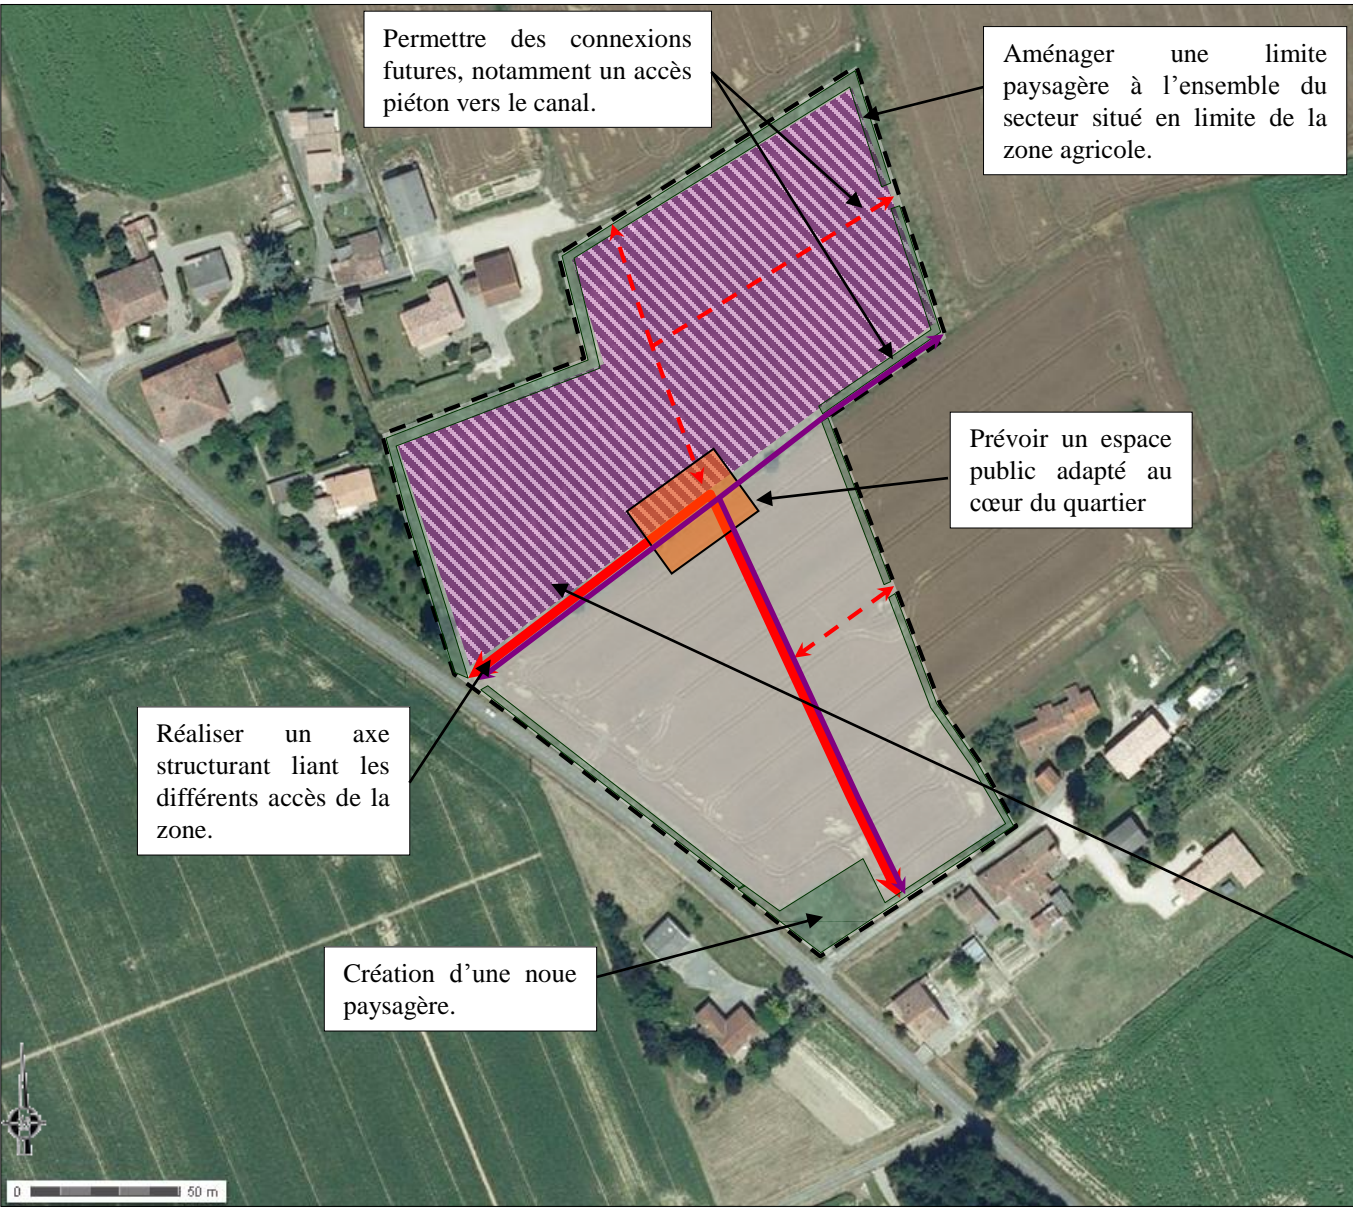 Permettre des connexions
futures, notamment un accès
piéton vers le canal.
Aménager une limite
paysagère à l’ensemble du
secteur situé en limite de la
zone agricole.
Prévoir un espace
public adapté au
cœur du quartier
Réaliser un axe
structurant liant les
différents accès de la
zone.
Création d’une noue
paysagère.
0 50 m